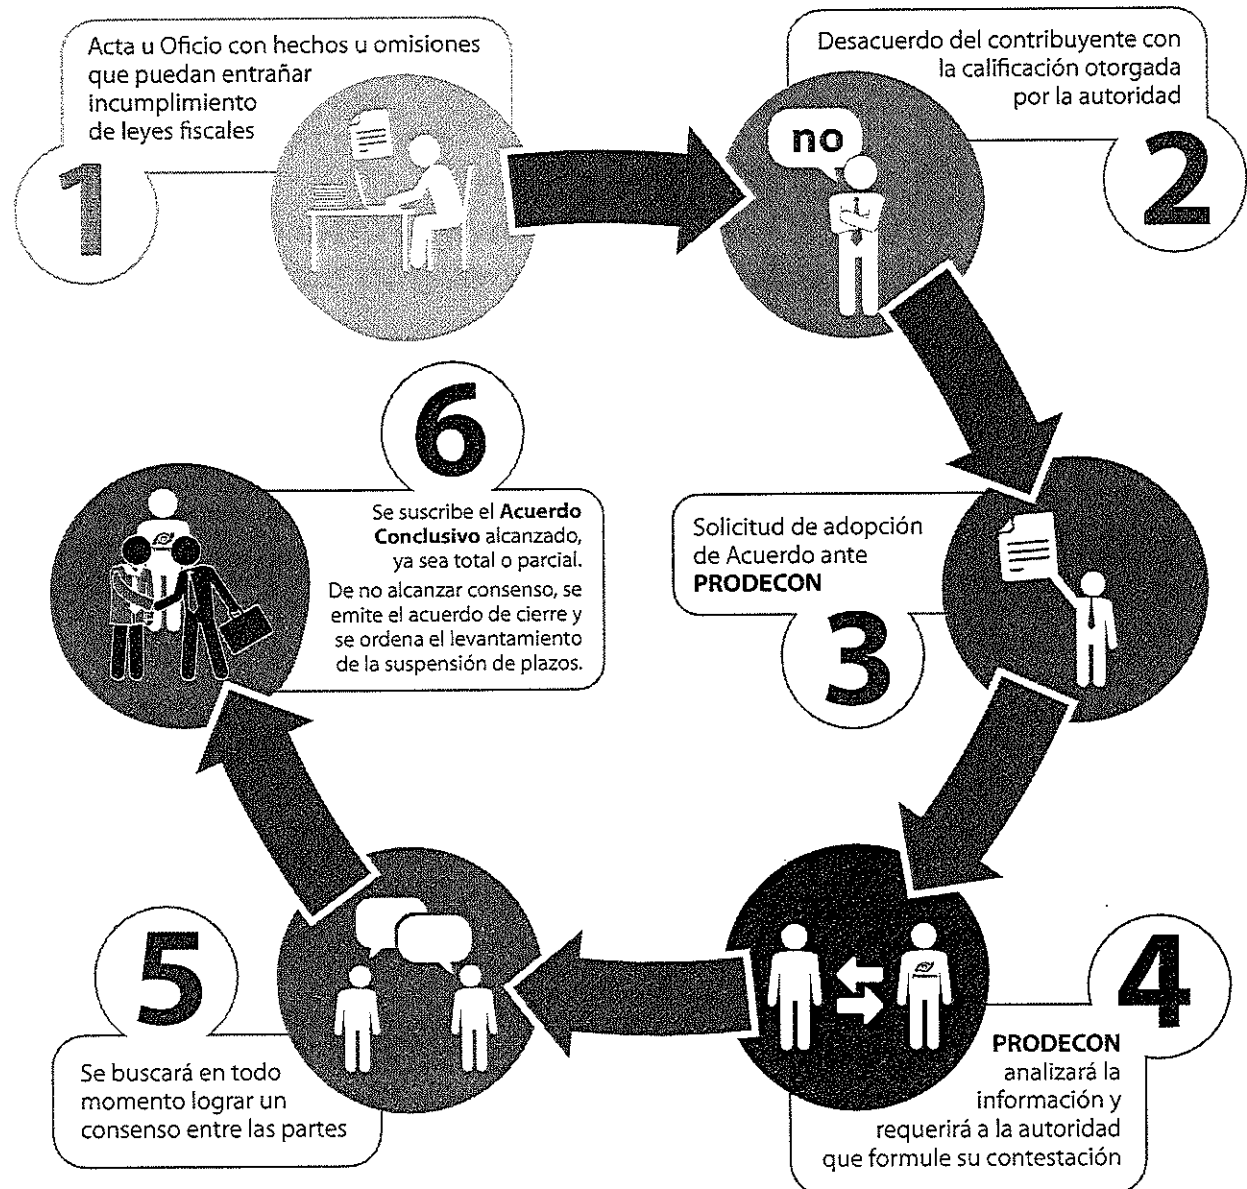 Acta u Oficio con hechos u omisiones
que puedan entrañar
incumplimiento
de leyes fiscales
1
Desacuerdo del contribuyente con
la calificación otorgada
por la autoridad
no
2
Solicitud de adopción
de Acuerdo ante
PRODECON
3
4
PRODECON
analizará la
información y
requerirá a la autoridad
que formule su contestación
5
Se buscará en todo
momento lograr un
consenso entre las partes
6
Se suscribe el Acuerdo
Conclusivo alcanzado,
ya sea total o parcial.
De no alcanzar consenso, se
emite el acuerdo de cierre y
se ordena el levantamiento
de la suspensión de plazos.